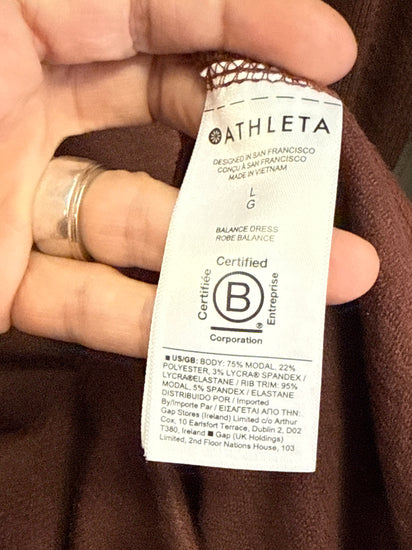 ATHLETA
DESIGNED IN SAN FRANCISCO
CONÇU À SAN FRANCISCO
MADE IN VIETNAM
L
G
BALANCE DRESS
ROBE BALANCE
Certified
Certifiée
B
®
Entreprise
Corporation
■ US/GB: BODY: 75% MODAL, 22%
POLYESTER, 3% LYCRA® SPANDEX /
LYCRA®ELASTANE / RIB TRIM: 95%
MODAL, 5% SPANDEX / ELASTANE
DISTRIBUIDO POR / Imported
By/Importe Par / ΕΙΣΑΓΕΤΑΙ ΑΠΟ ΤΗΝ:
Gap Stores (Ireland) Limited c/o Arthur
Cox, 10 Earlsfort Terrace, Dublin 2, D02
T380, Ireland ■ Gap (UK Holdings)
Limited, 2nd Floor Nations House, 103